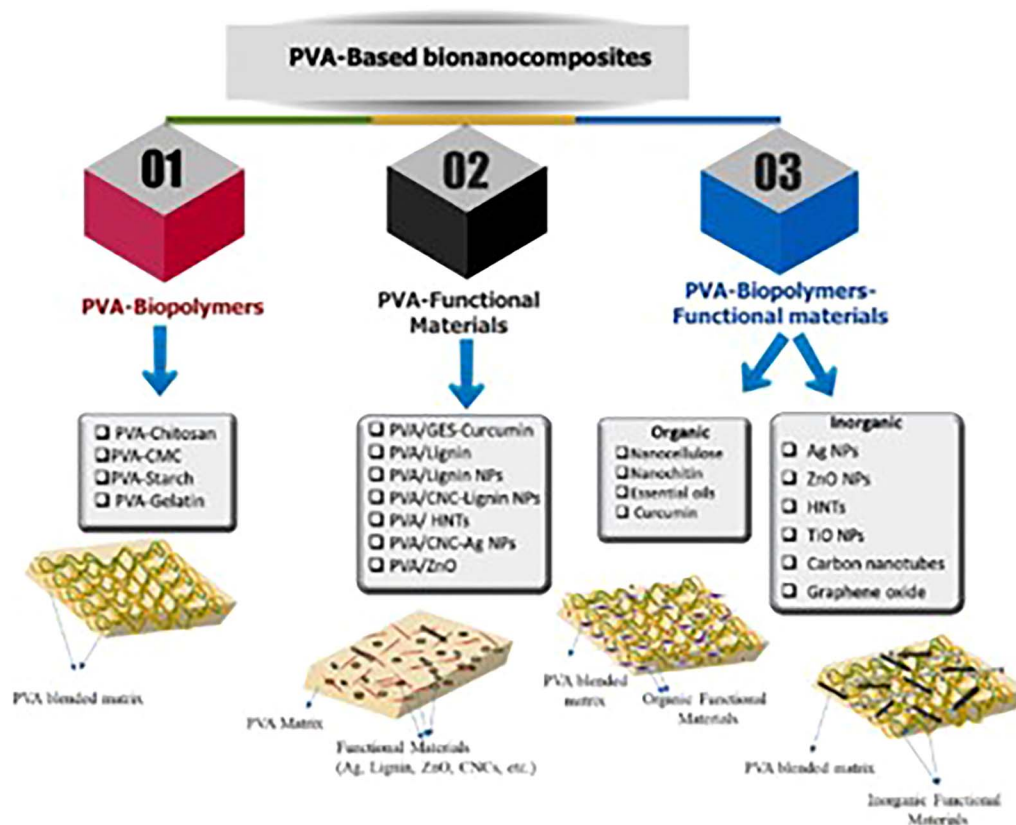 PVA-Based bionanocomposites
01
02
03
PVA-Biopolymers
PVA-Functional
Materials
PVA-Biopolymers-
Functional materials
❑ PVA-Chitosan
❑PVA-CMC
❑PVA-Starch
❑ PVA-Gelatin
❑ PVA/GES-Curcumin
❑ PVA/Lignin
❑ PVA/Lignin NPs
❑ PVA/CNC-Lignin NPs
❑ PVA/ HNTs
❑ PVA/CNC-Ag NPs
❑ PVA/ZnO
Organic
❑Nanocellulose
❑Nanochitin
❑Essential oils
❑ Curcumin
Inorganic
❑ Ag NPs
❑ ZnO NPs
❑ HNTs
❑ TiO NPs
❑ Carbon nanotubes
❑ Graphene oxide
PVA blended matrix
PVA Matrix
Functional Materials
(Ag, Lignin, ZnO, CNCs, etc.)
PVA blended
matrix
Organic Functional
Materials
PVA blended matrix
Inorganic Functional
Materials